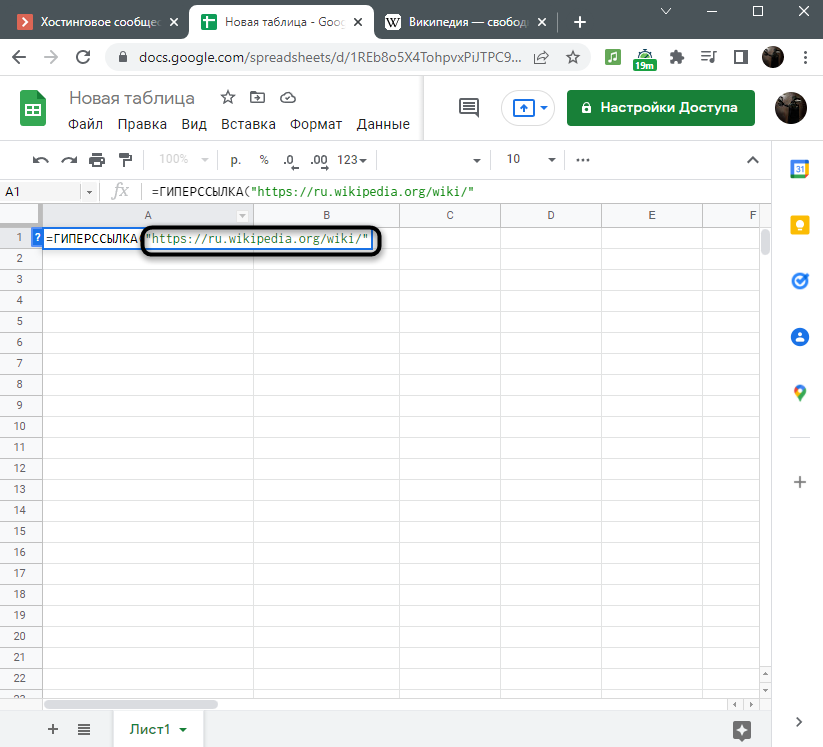 Хостинговое сообщес
Новая таблица - Goog
Википедия — свобод
docs.google.com/spreadsheets/d/1REb8o5X4TohpvxPiJTPC9...
19m
Новая таблица
Файл Правка Вид Вставка Формат Данные
Настройки Доступа
100% р. % .0 .00 123 10
31
A1 fx =ГИПЕРССЫЛКА("https://ru.wikipedia.org/wiki/"
A B C D E F
1 ? =ГИПЕРССЫЛКА("https://ru.wikipedia.org/wiki/"
2
3
4
5
6
7
8
9
10
11
12
13
14
15
16
17
18
19
20
21
22
23
Лист1